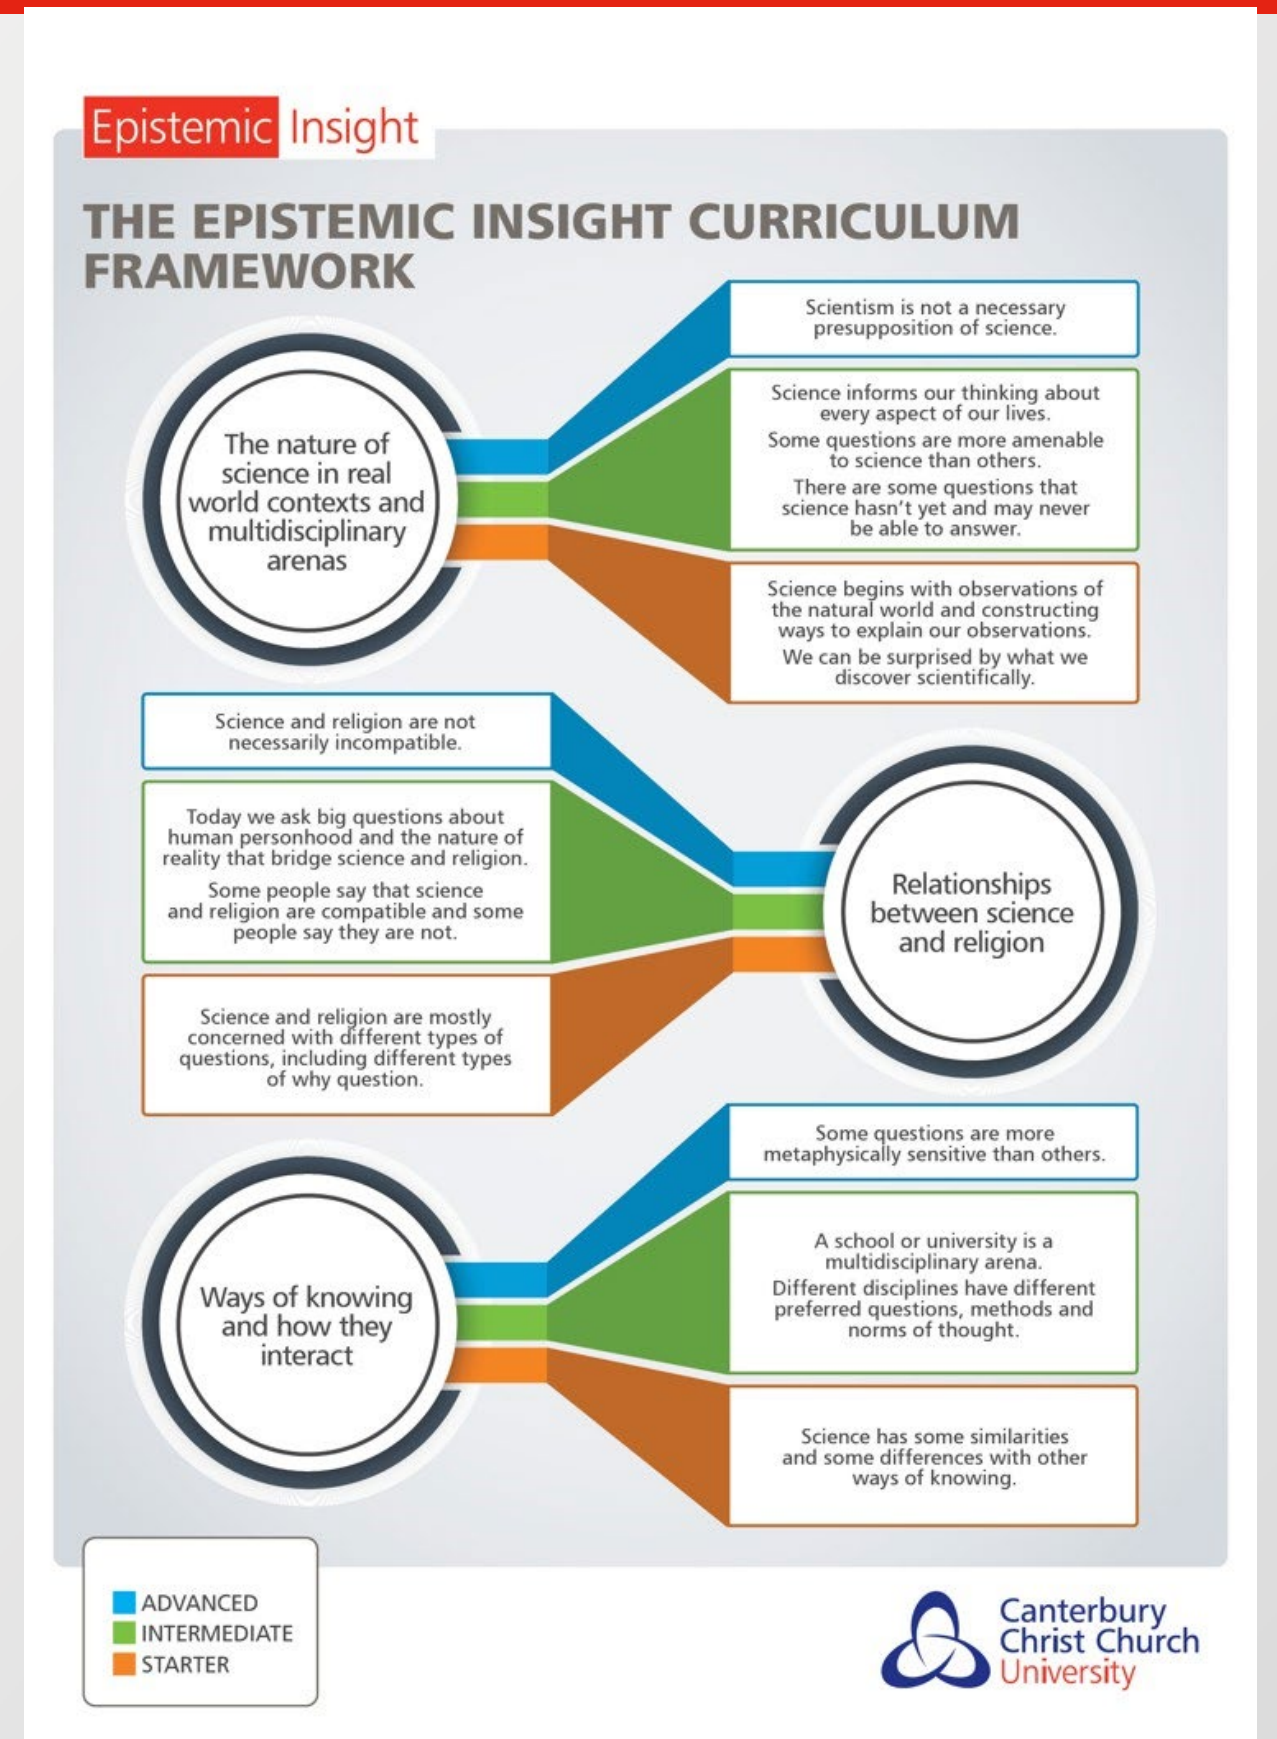 Epistemic Insight
THE EPISTEMIC INSIGHT CURRICULUM
FRAMEWORK
The nature of
science in real
world contexts and
multidisciplinary
arenas
Scientism is not a necessary
presupposition of science.
Science informs our thinking about
every aspect of our lives.
Some questions are more amenable
to science than others.
There are some questions that
science hasn't yet and may never
be able to answer.
Science begins with observations of
the natural world and constructing
ways to explain our observations.
We can be surprised by what we
discover scientifically.
Science and religion are not
necessarily incompatible.
Today we ask big questions about
human personhood and the nature of
reality that bridge science and religion.
Some people say that science
and religion are compatible and some
people say they are not.
Science and religion are mostly
concerned with different types of
questions, including different types
of why question.
Relationships
between science
and religion
Ways of knowing
and how they
interact
Some questions are more
metaphysically sensitive than others.
A school or university is a
multidisciplinary arena.
Different disciplines have different
preferred questions, methods and
norms of thought.
Science has some similarities
and some differences with other
ways of knowing.
ADVANCED
INTERMEDIATE
STARTER
Canterbury
Christ Church
University